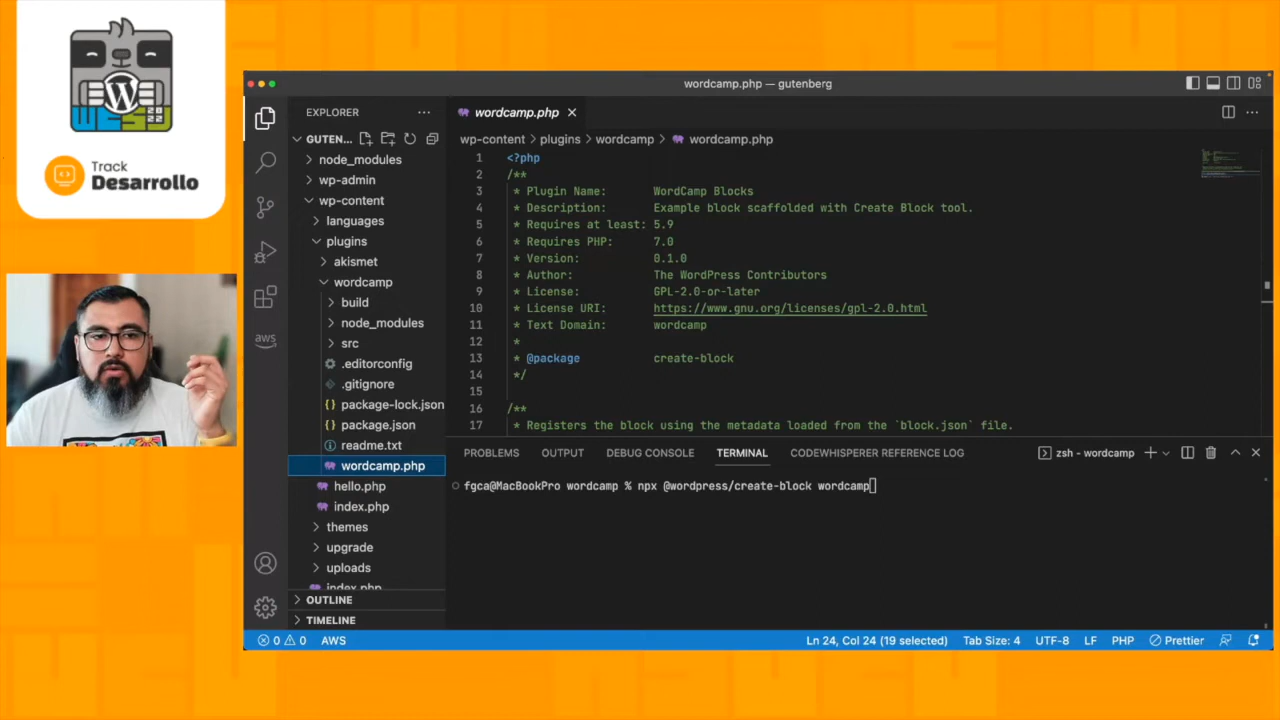 WCES
2022
Track
Desarrollo
wordcamp.php — gutenberg
EXPLORER
GUTEN...
node_modules
wp-admin
wp-content
languages
plugins
akismet
wordcamp
build
node_modules
src
.editorconfig
.gitignore
package-lock.json
package.json
readme.txt
wordcamp.php
hello.php
index.php
themes
upgrade
uploads
index.php
OUTLINE
TIMELINE
aws
wordcamp.php
wp-content > plugins > wordcamp > wordcamp.php
1 <?php
2 /**
3 * Plugin Name: WordCamp Blocks
4 * Description: Example block scaffolded with Create Block tool.
5 * Requires at least: 5.9
6 * Requires PHP: 7.0
7 * Version: 0.1.0
8 * Author: The WordPress Contributors
9 * License: GPL-2.0-or-later
10 * License URI: https://www.gnu.org/licenses/gpl-2.0.html
11 * Text Domain: wordcamp
12 *
13 * @package create-block
14 */
15
16 /**
17 * Registers the block using the metadata loaded from the `block.json` file.
PROBLEMS OUTPUT DEBUG CONSOLE TERMINAL CODEWHISPERER REFERENCE LOG zsh - wordcamp
fgca@MacBookPro wordcamp % npx @wordpress/create-block wordcamp
0 0 AWS Ln 24, Col 24 (19 selected) Tab Size: 4 UTF-8 LF PHP Prettier